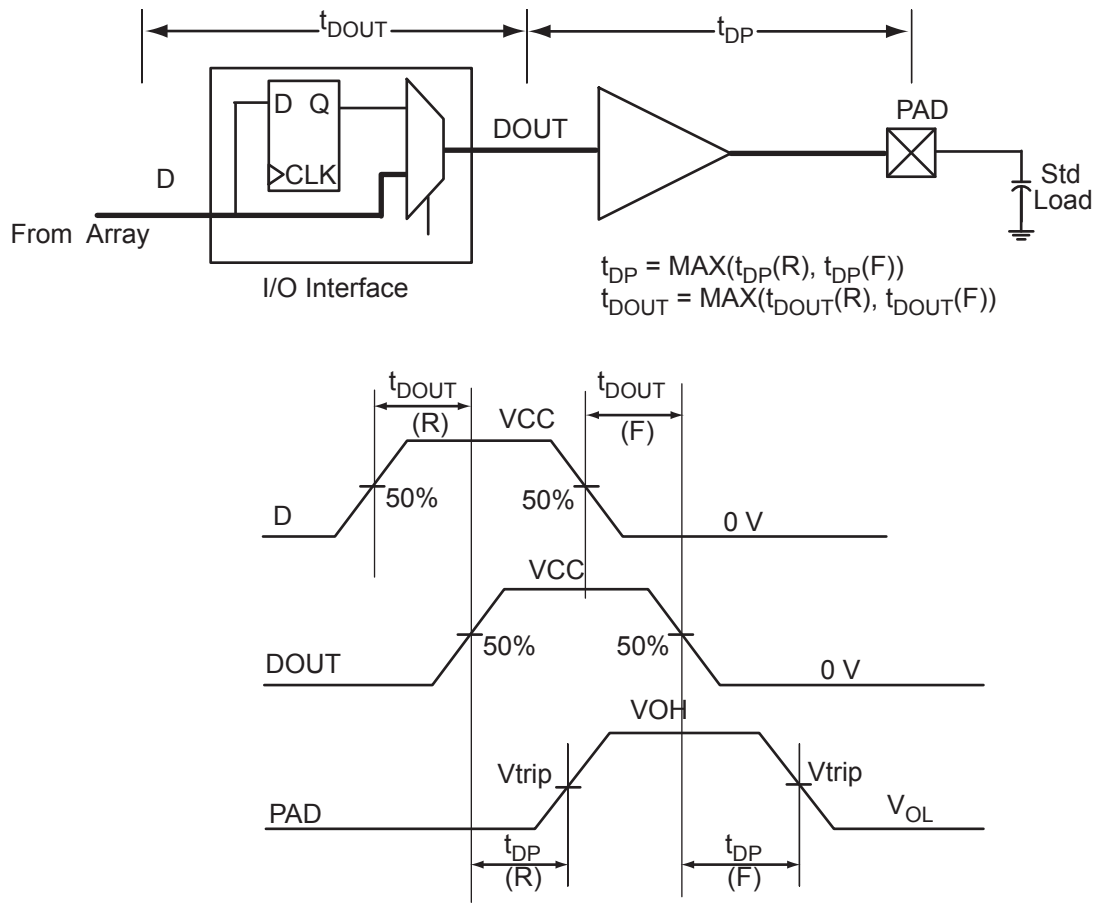 tDOUT
tDP
D Q
CLK
D
From Array
I/O Interface
DOUT
PAD
Std
Load
tDP = MAX(tDP(R), tDP(F))
tDOUT = MAX(tDOUT(R), tDOUT(F))
tDOUT
(R)
VCC
tDOUT
(F)
50%
50%
D
0 V
VCC
50%
50%
DOUT
0 V
VOH
Vtrip
Vtrip
PAD
VOL
tDP
(R)
tDP
(F)